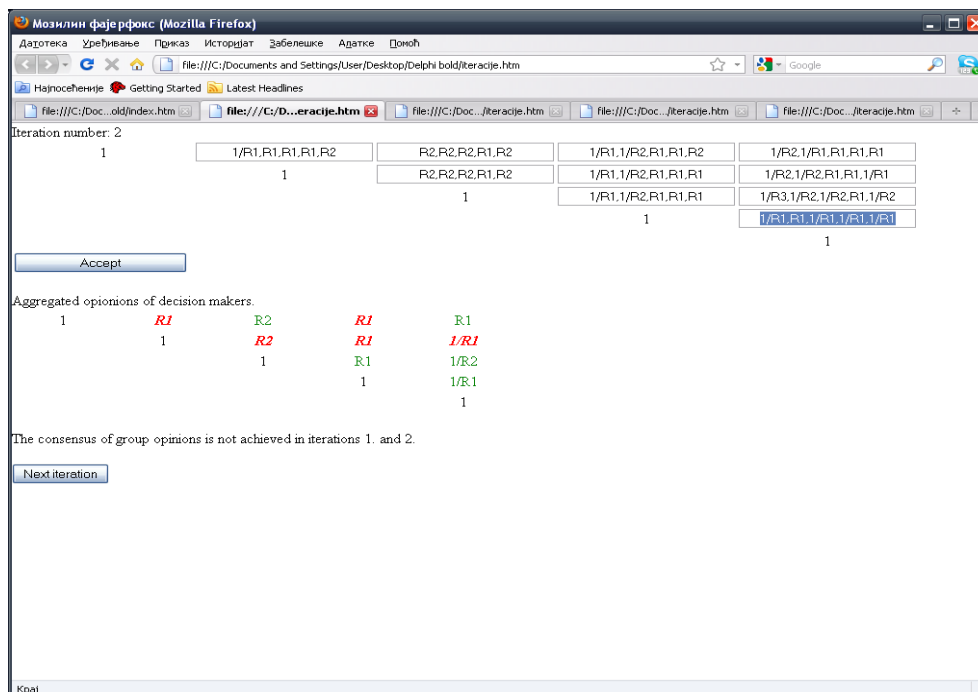 Мозилин фајерфокс (Mozilla Firefox)
Датотека Уређивање Приказ Историјат Забелешке Алатке Помоћ
file:///C:/Documents and Settings/User/Desktop/Delphi bold/iteracije.htm Google
Најпосећеније Getting Started Latest Headlines
file:///C:/Doc...old/index.htm file:///C:/D...eracije.htm file:///C:/Doc.../iteracije.htm file:///C:/Doc.../iteracije.htm file:///C:/Doc.../iteracije.htm
Iteration number: 2
1 1/R1,R1,R1,R1,R2 R2,R2,R2,R1,R2 1/R1,1/R2,R1,R1,R2 1/R2,1/R1,R1,R1,R1
1 R2,R2,R2,R1,R2 1/R1,1/R2,R1,R1,R1 1/R2,1/R2,R1,R1,1/R1
1 1/R1,1/R2,R1,R1,R1 1/R3,1/R2,1/R2,R1,1/R2
1 1/R1,R1,1/R1,1/R1,1/R1
1
Accept
Aggregated opionions of decision makers.
1 R1 R2 R1 R1
1 R2 R1 1/R1
1 R1 1/R2
1 1/R1
1
The consensus of group opinions is not achieved in iterations 1. and 2.
Next iteration
Крај